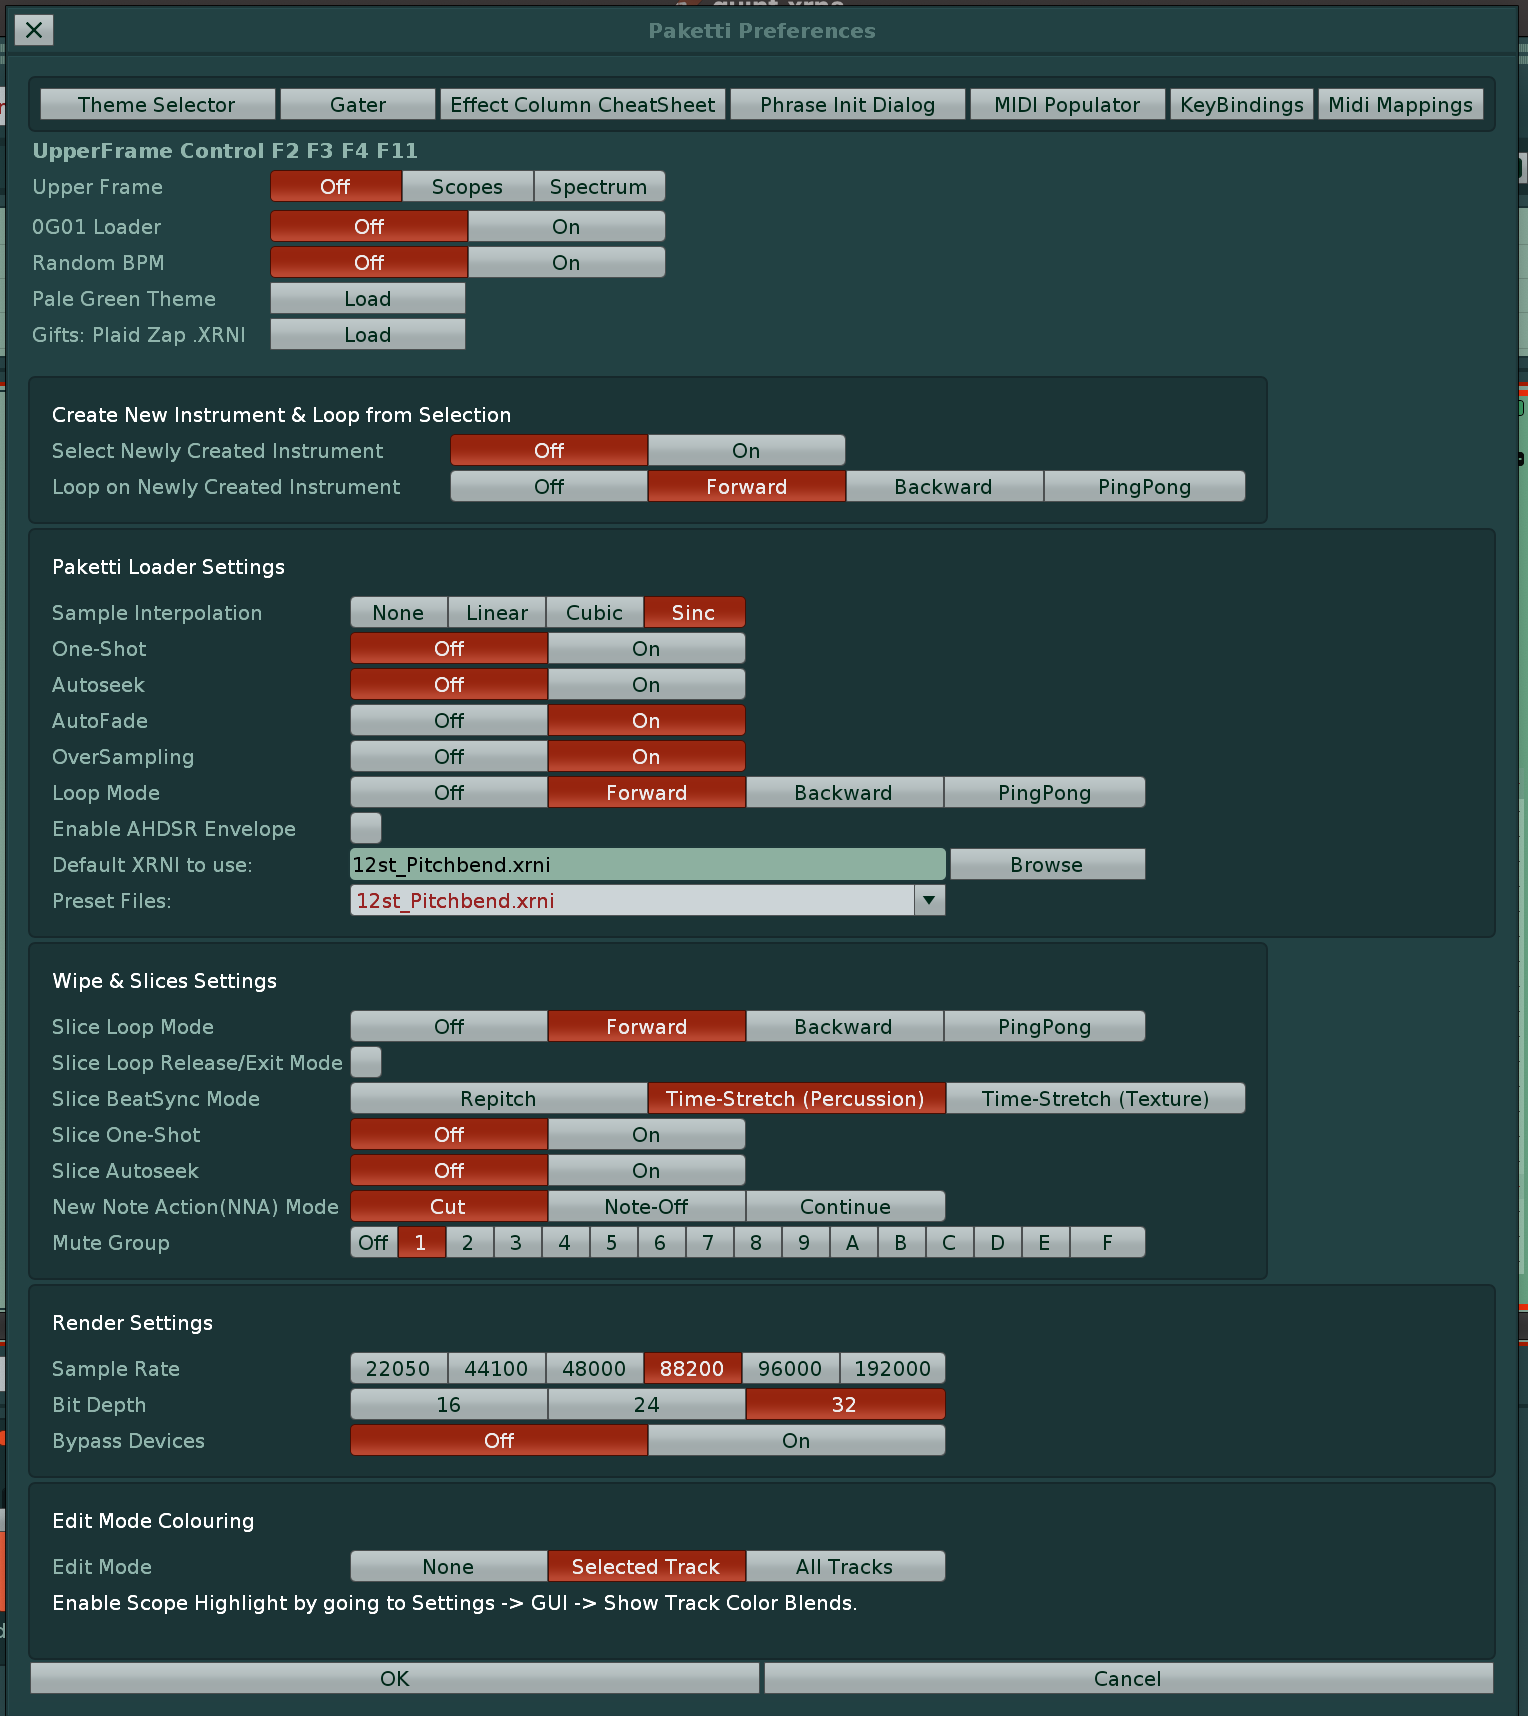 Paketti Preferences
Theme Selector Gater Effect Column CheatSheet Phrase Init Dialog MIDI Populator KeyBindings Midi Mappings
UpperFrame Control F2 F3 F4 F11
Upper Frame Off Scopes Spectrum
0G01 Loader Off On
Random BPM Off On
Pale Green Theme Load
Gifts: Plaid Zap .XRNI Load
Create New Instrument & Loop from Selection
Select Newly Created Instrument Off On
Loop on Newly Created Instrument Off Forward Backward PingPong
Paketti Loader Settings
Sample Interpolation None Linear Cubic Sinc
One-Shot Off On
Autoseek Off On
AutoFade Off On
OverSampling Off On
Loop Mode Off Forward Backward PingPong
Enable AHDSR Envelope
Default XRNI to use: 12st_Pitchbend.xrni Browse
Preset Files: 12st_Pitchbend.xrni
Wipe & Slices Settings
Slice Loop Mode Off Forward Backward PingPong
Slice Loop Release/Exit Mode
Slice BeatSync Mode Repitch Time-Stretch (Percussion) Time-Stretch (Texture)
Slice One-Shot Off On
Slice Autoseek Off On
New Note Action(NNA) Mode Cut Note-Off Continue
Mute Group Off 1 2 3 4 5 6 7 8 9 A B C D E F
Render Settings
Sample Rate 22050 44100 48000 88200 96000 192000
Bit Depth 16 24 32
Bypass Devices Off On
Edit Mode Colouring
Edit Mode None Selected Track All Tracks
Enable Scope Highlight by going to Settings -> GUI -> Show Track Color Blends.
OK Cancel